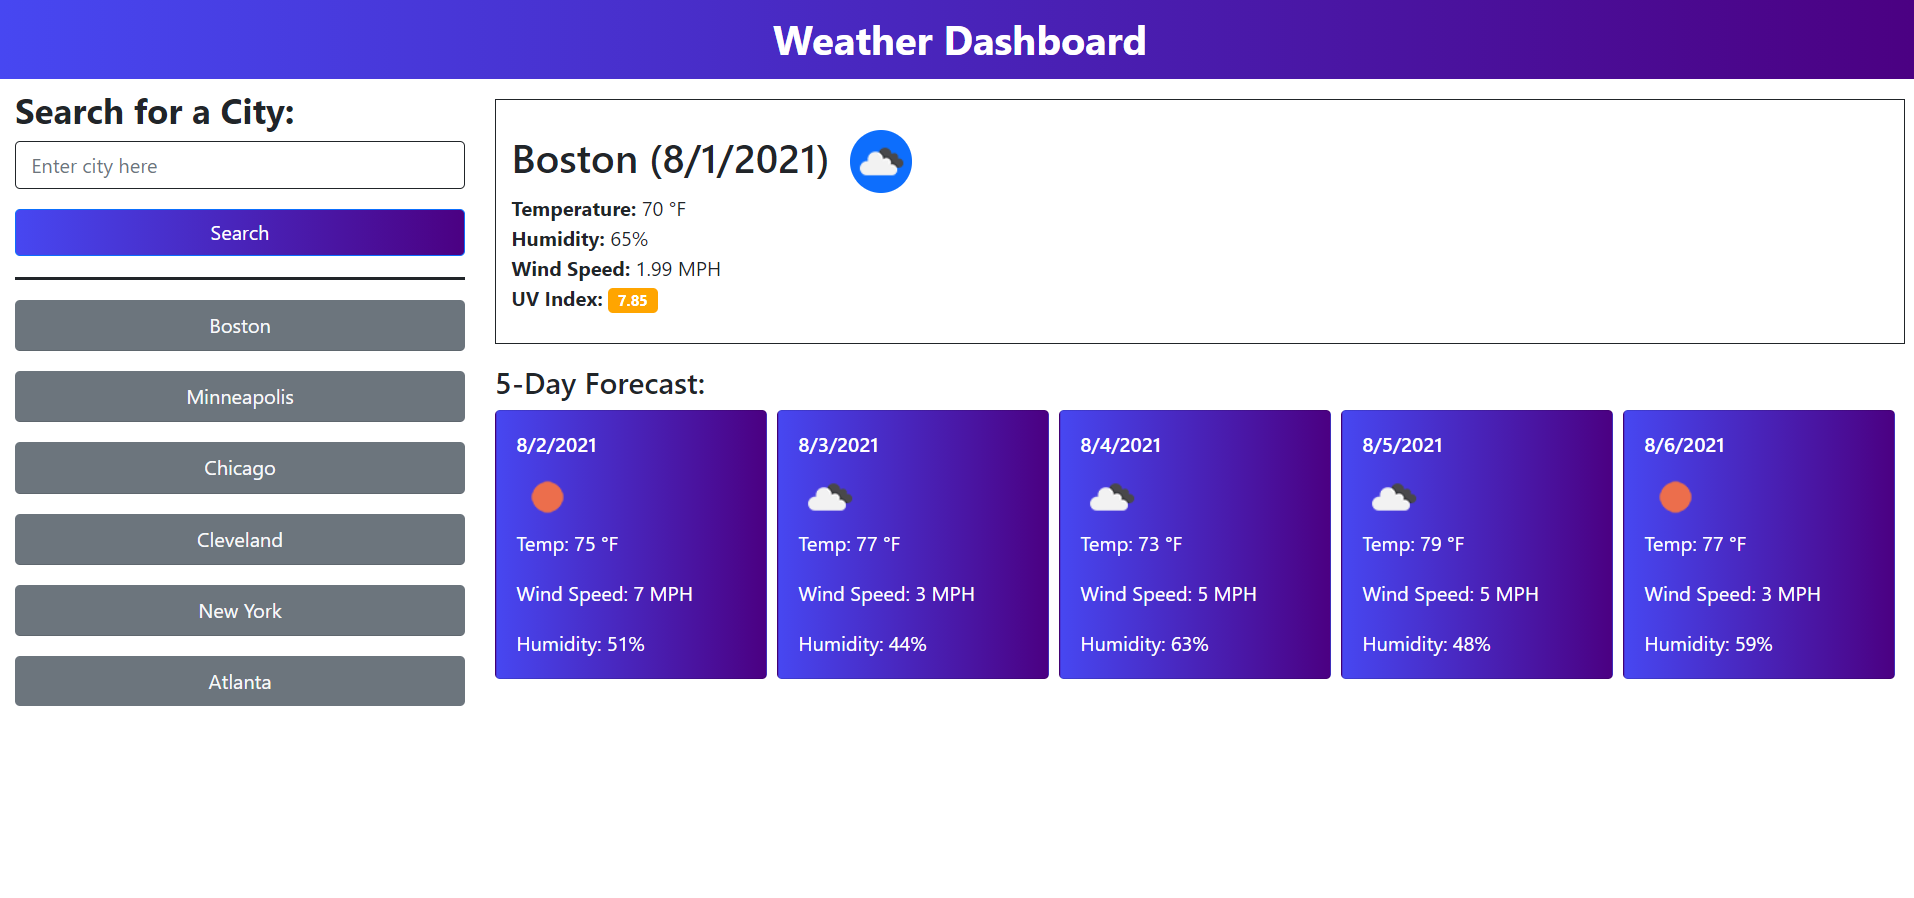 Weather Dashboard
Search for a City:
Enter city here
Search
Boston
Minneapolis
Chicago
Cleveland
New York
Atlanta
Boston (8/1/2021)
Temperature: 70 °F
Humidity: 65%
Wind Speed: 1.99 MPH
UV Index: 7.85
5-Day Forecast:
8/2/2021
Temp: 75 °F
Wind Speed: 7 MPH
Humidity: 51%
8/3/2021
Temp: 77 °F
Wind Speed: 3 MPH
Humidity: 44%
8/4/2021
Temp: 73 °F
Wind Speed: 5 MPH
Humidity: 63%
8/5/2021
Temp: 79 °F
Wind Speed: 5 MPH
Humidity: 48%
8/6/2021
Temp: 77 °F
Wind Speed: 3 MPH
Humidity: 59%